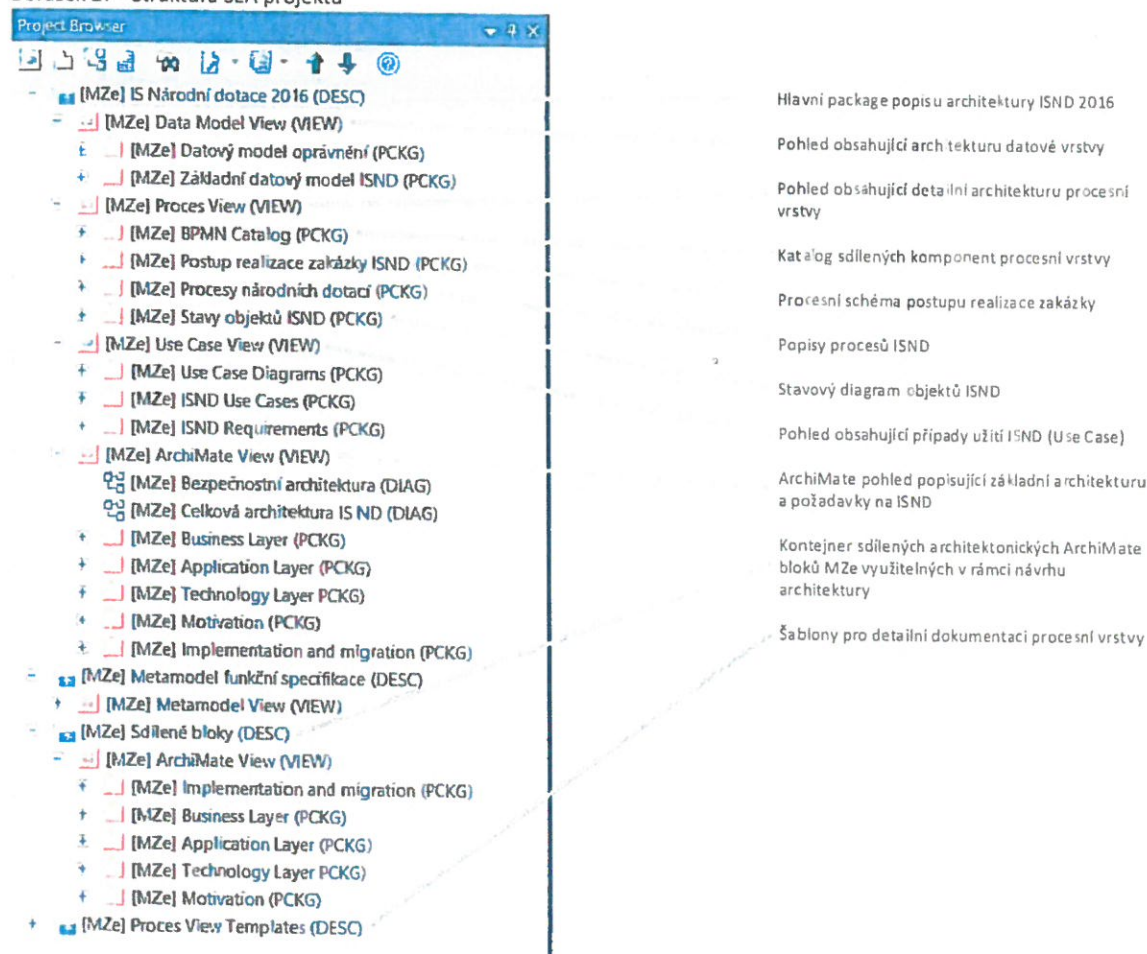 Struktura SEA projektu
Project Browser
[MZe] IS Národní dotace 2016 (DESC)
[MZe] Data Model View (VIEW)
[MZe] Datový model oprávnění (PCKG)
[MZe] Základní datový model ISND (PCKG)
[MZe] Proces View (VIEW)
[MZe] BPMN Catalog (PCKG)
[MZe] Postup realizace zakázky ISND (PCKG)
[MZe] Procesy národních dotací (PCKG)
[MZe] Stavy objektů ISND (PCKG)
[MZe] Use Case View (VIEW)
[MZe] Use Case Diagrams (PCKG)
[MZe] ISND Use Cases (PCKG)
[MZe] ISND Requirements (PCKG)
[MZe] ArchiMate View (VIEW)
[MZe] Bezpečnostní architektura (DIAG)
[MZe] Celková architektura IS ND (DIAG)
[MZe] Business Layer (PCKG)
[MZe] Application Layer (PCKG)
[MZe] Technology Layer PCKG)
[MZe] Motivation (PCKG)
[MZe] Implementation and migration (PCKG)
[MZe] Metamodel funkční specifikace (DESC)
[MZe] Metamodel View (VIEW)
[MZe] Sdílené bloky (DESC)
[MZe] ArchiMate View (VIEW)
[MZe] Implementation and migration (PCKG)
[MZe] Business Layer (PCKG)
[MZe] Application Layer (PCKG)
[MZe] Technology Layer PCKG)
[MZe] Motivation (PCKG)
[MZe] Proces View Templates (DESC)
Hlavní package popisu architektury ISND 2016
Pohled obsahující arch tekturu datové vrstvy
Pohled obsahující detailní architekturu procesní
vrstvy
Katalog sdílených komponent procesní vrstvy
Procesní schéma postupu realizace zakázky
Popisy procesů ISND
Stavový diagram objektů ISND
Pohled obsahující případy užití ISND (Use Case)
ArchiMate pohled popisující základní architekturu
a požadavky na ISND
Kontejner sdílených architektonických ArchiMate
bloků MZe využitelných v rámci návrhu
architektury
Šablony pro detailní dokumentaci procesní vrstvy